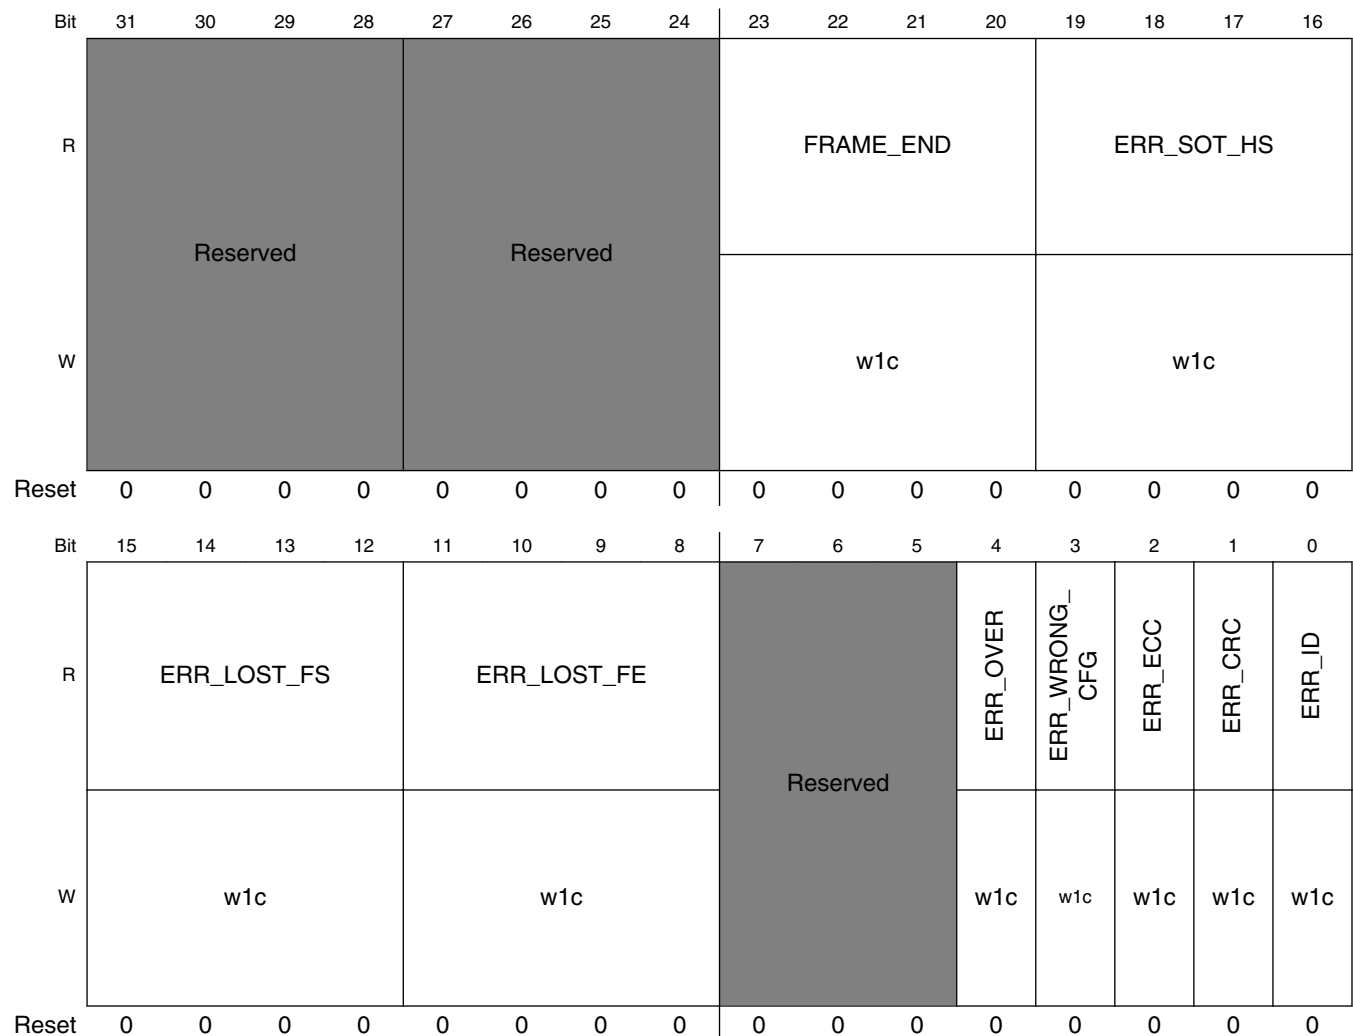 Bit 31 30 29 28 27 26 25 24 23 22 21 20 19 18 17 16
R FRAME_END ERR_SOT_HS
Reserved Reserved
W w1c w1c
Reset 0 0 0 0 0 0 0 0 0 0 0 0 0 0 0 0
Bit 15 14 13 12 11 10 9 8 7 6 5 4 3 2 1 0
R ERR_LOST_FS ERR_LOST_FE ERR_OVER ERR_WRONG_ CFG ERR_ECC ERR_CRC ERR_ID
Reserved
W w1c w1c w1c w1c w1c w1c w1c
Reset 0 0 0 0 0 0 0 0 0 0 0 0 0 0 0 0